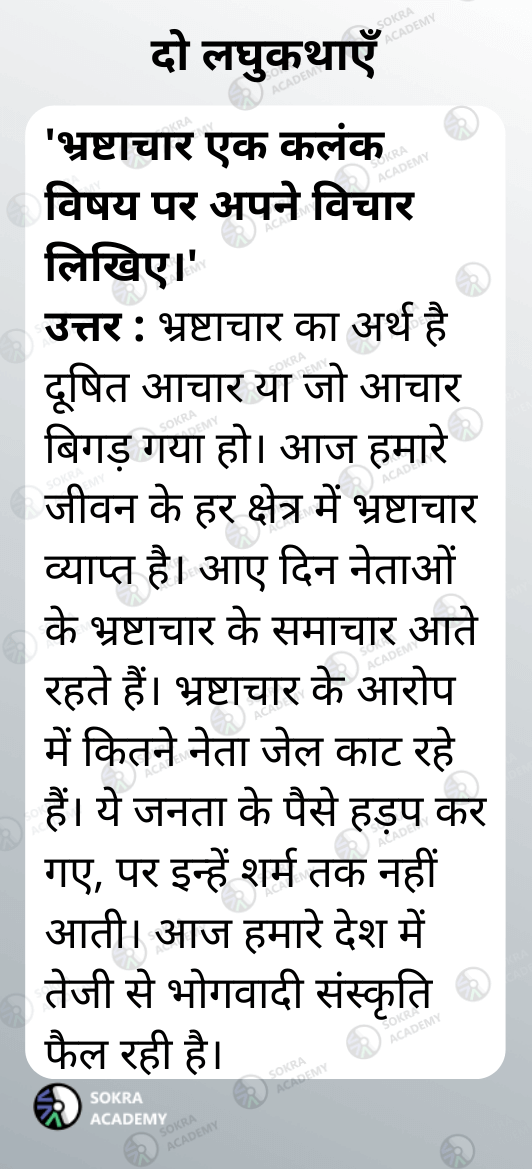 दो लघुकथाएँ
'भ्रष्टाचार एक कलंक
विषय पर अपने विचार
लिखिए।'
उत्तर : भ्रष्टाचार का अर्थ है
दूषित आचार या जो आचार
बिगड़ गया हो। आज हमारे
जीवन के हर क्षेत्र में भ्रष्टाचार
व्याप्त है। आए दिन नेताओं
के भ्रष्टाचार के समाचार आते
रहते हैं। भ्रष्टाचार के आरोप
में कितने नेता जेल काट रहे
हैं। ये जनता के पैसे हड़प कर
गए, पर इन्हें शर्म तक नहीं
आती। आज हमारे देश में
तेजी से भोगवादी संस्कृति
फैल रही है।
SOKRA
ACADEMY